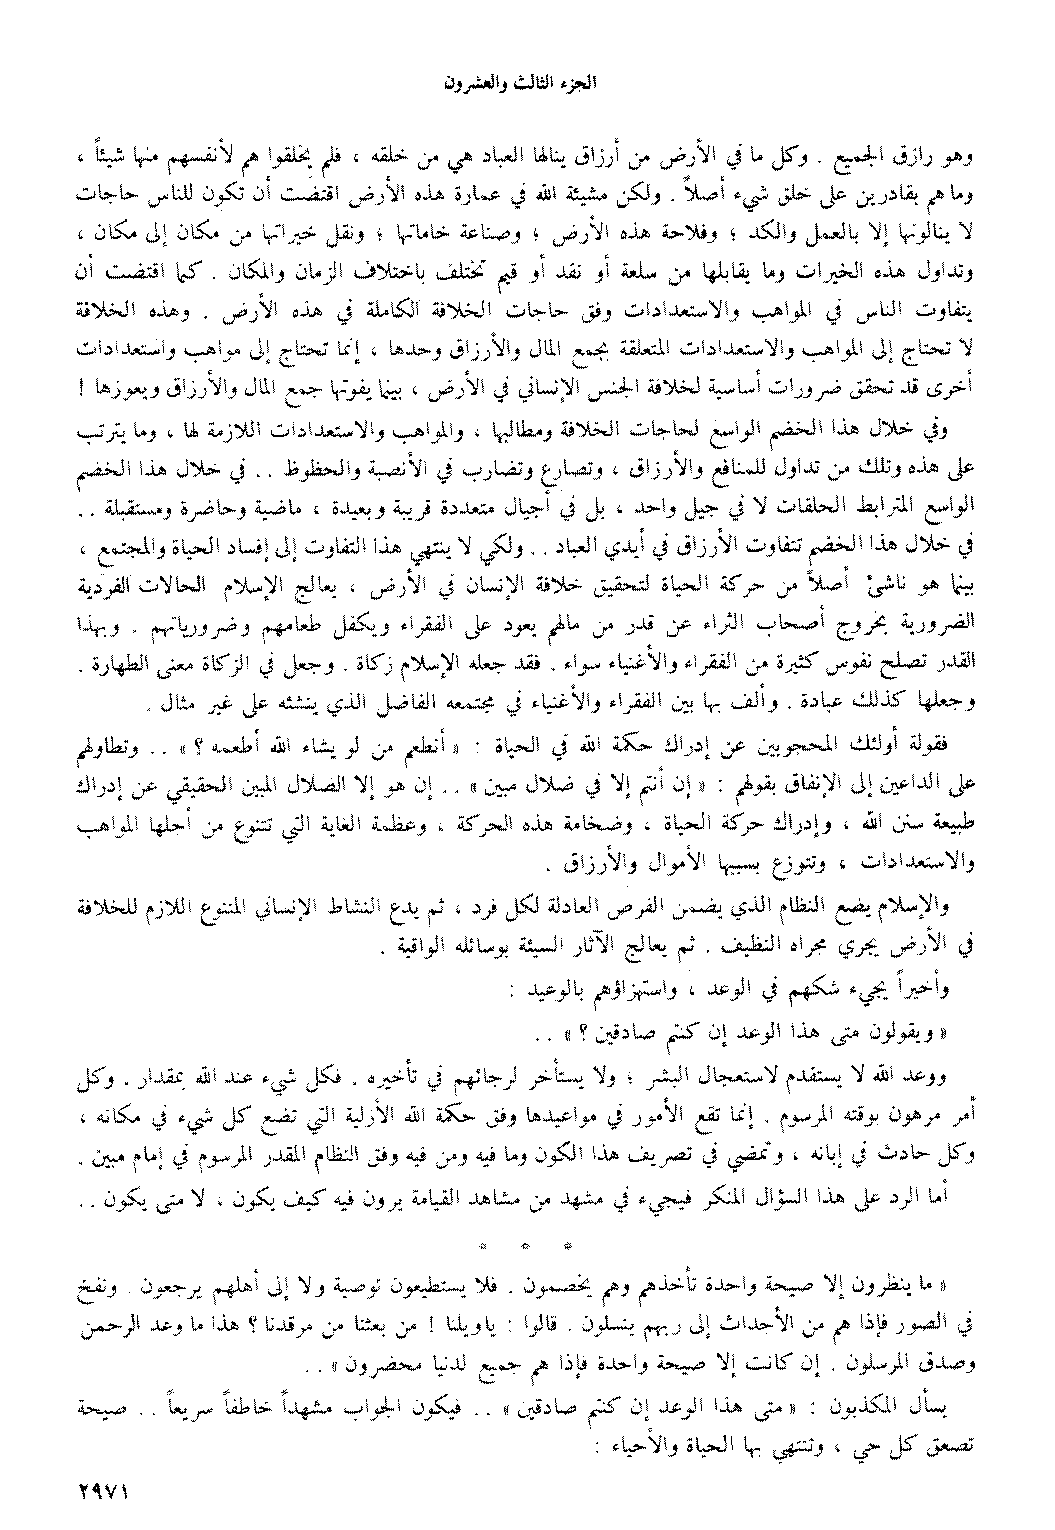 الجزء الثالث والعشرون
وهو رازق الجميع . وكل ما في الأرض من أرزاق ينالها العباد هي من خلقه ، فلم يخلقوا هم لأنفسهم منها شيئاً ،
وما هم بقادرين على خلق شيء أصلاً . ولكن مشيئة الله في عمارة هذه الأرض اقتضت أن تكون للناس حاجات
لا ينالونها إلا بالعمل والكد ؛ وفلاحة هذه الأرض ؛ وصناعة خاماتها ؛ ونقل خيراتها من مكان إلى مكان ،
وتداول هذه الخيرات وما يقابلها من سلعة أو نقد أو قيم تختلف باختلاف الزمان والمكان . كما اقتضت أن
يتفاوت الناس في المواهب والاستعدادات وفق حاجات الخلافة الكاملة في هذه الأرض . وهذه الخلافة
لا تحتاج إلى المواهب والاستعدادات المتعلقة بجمع المال والأرزاق وحدها ، إنما تحتاج إلى مواهب واستعدادات
أخرى قد تحقق ضرورات أساسية لخلافة الجنس الإنساني في الأرض ، بينما يفوتها جمع المال والأرزاق ويعوزها !
وفي خلال هذا الخضم الواسع لحاجات الخلافة ومطالبها ، والمواهب والاستعدادات اللازمة لها ، وما يترتب
على هذه وتلك من تداول للمنافع والأرزاق ، وتصارع وتضارب في الأنصبة والحظوظ .. في خلال هذا الخضم
الواسع المترابط الحلقات لا في جيل واحد ، بل في أجيال متعددة قريبة وبعيدة ، ماضية وحاضرة ومستقبلة ..
في خلال هذا الخضم تتفاوت الأرزاق في أيدي العباد .. ولكي لا ينتهي هذا التفاوت إلى إفساد الحياة والمجتمع ،
بينما هو ناشئ أصلاً من حركة الحياة لتحقيق خلافة الإنسان في الأرض ، يعالج الإسلام الحالات الفردية
الضرورية بخروج أصحاب الثراء عن قدر من مالهم يعود على الفقراء ويكفل طعامهم وضرورياتهم . وبهذا
القدر تصلح نفوس كثيرة من الفقراء والأغنياء سواء . فقد جعله الإسلام زكاة . وجعل في الزكاة معنى الطهارة .
وجعلها كذلك عبادة . وألف بها بين الفقراء والأغنياء في مجتمعه الفاضل الذي ينشئه على غير مثال .
فقولة أولئك المحجوبين عن إدراك حكمة الله في الحياة : « أنطعم من لو يشاء الله أطعمه ؟ » .. وتطاولهم
على الداعين إلى الإنفاق بقولهم : « إن أنتم إلا في ضلال مبين » .. إن هو إلا الضلال المبين الحقيقي عن إدراك
طبيعة سنن الله ، وإدراك حركة الحياة ، وضخامة هذه الحركة ، وعظمة الغاية التي تتنوع من أجلها المواهب
والاستعدادات ، وتتوزع بسببها الأموال والأرزاق .
والإسلام يضع النظام الذي يضمن الفرص العادلة لكل فرد ، ثم يدع النشاط الإنساني المتنوع اللازم للخلافة
في الأرض يجري مجراه النظيف . ثم يعالج الآثار السيئة بوسائله الواقية .
وأخيراً يجيء شكهم في الوعد ، واستهزاؤهم بالوعيد :
« ويقولون متى هذا الوعد إن كنتم صادقين ؟ » ..
ووعد الله لا يستقدم لاستعجال البشر ؛ ولا يستأخر لرجائهم في تأخيره . فكل شيء عند الله بمقدار . وكل
أمر مرهون بوقته المرسوم . إنما تقع الأمور في مواعيدها وفق حكمة الله الأزلية التي تضع كل شيء في مكانه ،
وكل حادث في إبانه ، وتمضي في تصريف هذا الكون وما فيه ومن فيه وفق النظام المقدر المرسوم في إمام مبين .
أما الرد على هذا السؤال المنكر فيجيء في مشهد من مشاهد القيامة يرون فيه كيف يكون ، لا متى يكون ..
* * *
« ما ينظرون إلا صيحة واحدة تأخذهم وهم يخصمون . فلا يستطيعون توصية ولا إلى أهلهم يرجعون . ونفخ
في الصور فإذا هم من الأجداث إلى ربهم ينسلون . قالوا : ياويلنا ! من بعثنا من مرقدنا ؟ هذا ما وعد الرحمن
وصدق المرسلون . إن كانت إلا صيحة واحدة فإذا هم جميع لدنيا محضرون » ..
يسأل المكذبون : « متى هذا الوعد إن كنتم صادقين » .. فيكون الجواب مشهداً خاطفاً سريعاً .. صيحة
تصعق كل حي ، وتنتهي بها الحياة والأحياء :
٢٩٧١